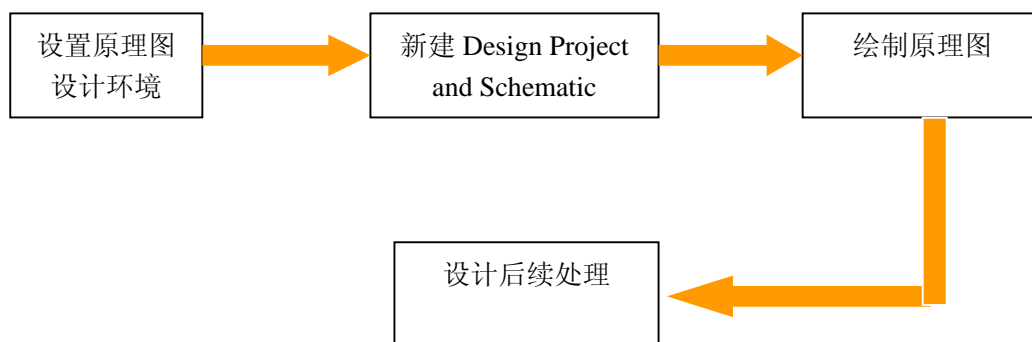 设置原理图
设计环境
新建 Design Project
and Schematic
绘制原理图
设计后续处理